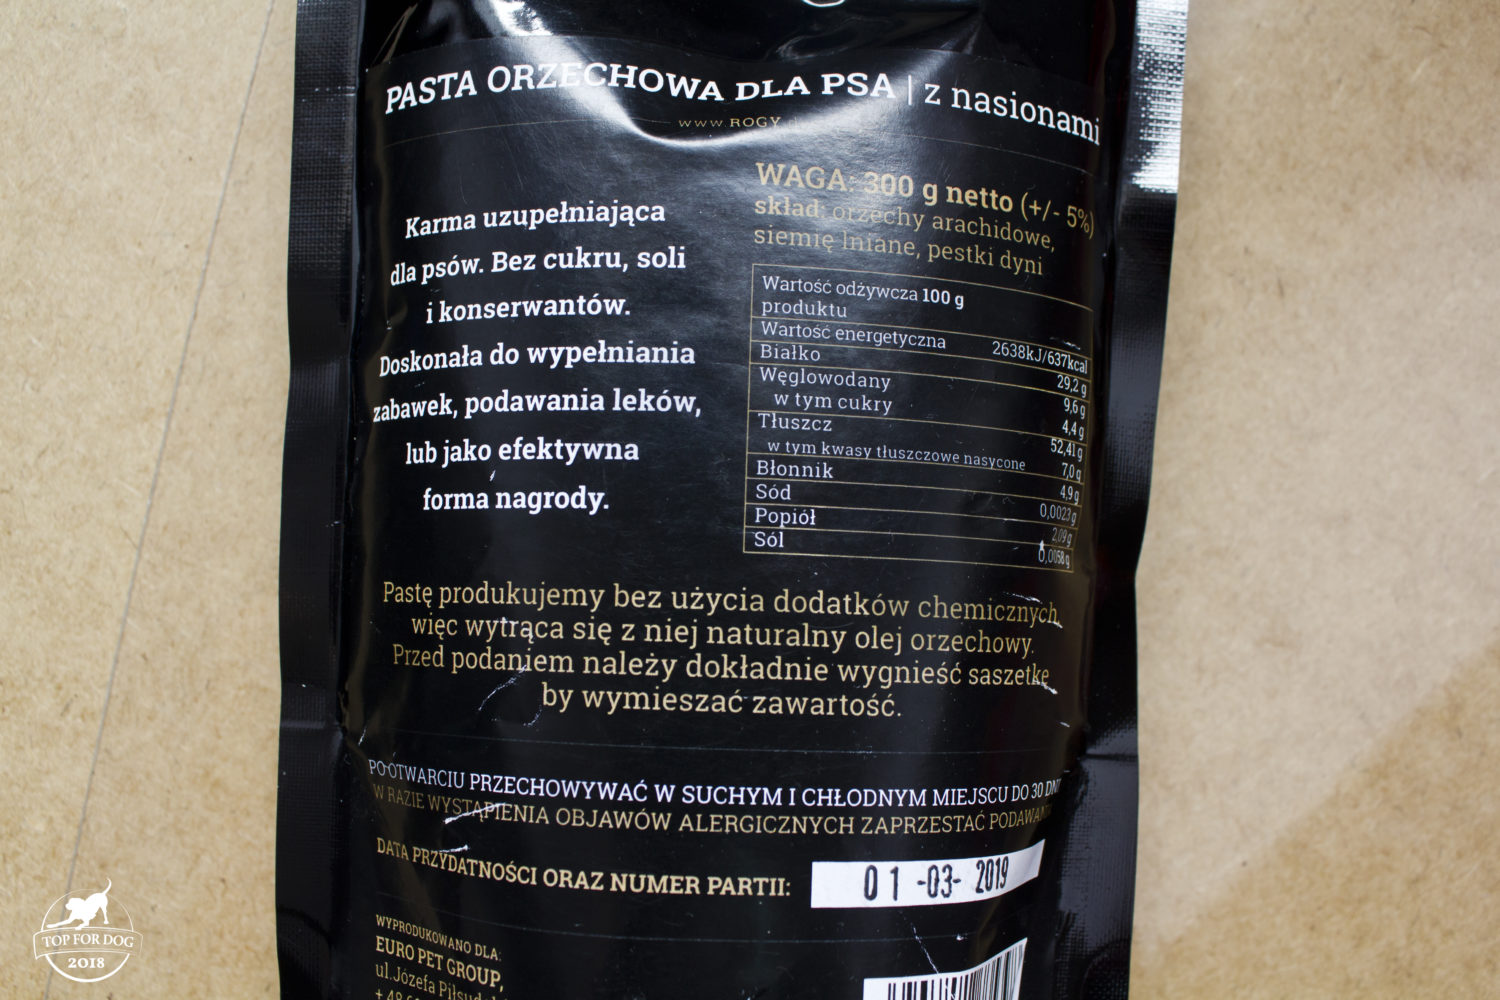 PASTA ORZECHOWA DLA PSA | z nasionami
www.ROGY
Karma uzupełniająca
dla psów. Bez cukru, soli
i konserwantów.
Doskonała do wypełniania
zabawek, podawania leków,
lub jako efektywna
forma nagrody.
WAGA: 300 g netto (+/- 5%)
skład: orzechy arachidowe,
siemię lniane, pestki dyni
Wartość odżywcza 100 g
produktu
Wartość energetyczna 2638kJ/637kcal
Białko 29,2 g
Węglowodany 9,6 g
w tym cukry 4,4 g
Tłuszcz 52,41 g
w tym kwasy tłuszczowe nasycone 7,0 g
Błonnik 4,9 g
Sód 0,0023g
Popiół 2,09 g
Sól 0,0058 g
Pastę produkujemy bez użycia dodatków chemicznych,
więc wytrąca się z niej naturalny olej orzechowy.
Przed podaniem należy dokładnie wygnieść saszetkę
by wymieszać zawartość.
PO OTWARCIU PRZECHOWYWAĆ W SUCHYM I CHŁODNYM MIEJSCU DO 30 DNI
W RAZIE WYSTĄPIENIA OBJAWÓW ALERGICZNYCH ZAPRZESTAĆ
DATA PRZYDATNOŚCI ORAZ NUMER PARTII: 01-03-2019
WYPRODUKOWANO DLA:
EURO PET GROUP,
ul. Józefa
+ 48
TOP FOR DOG
2018